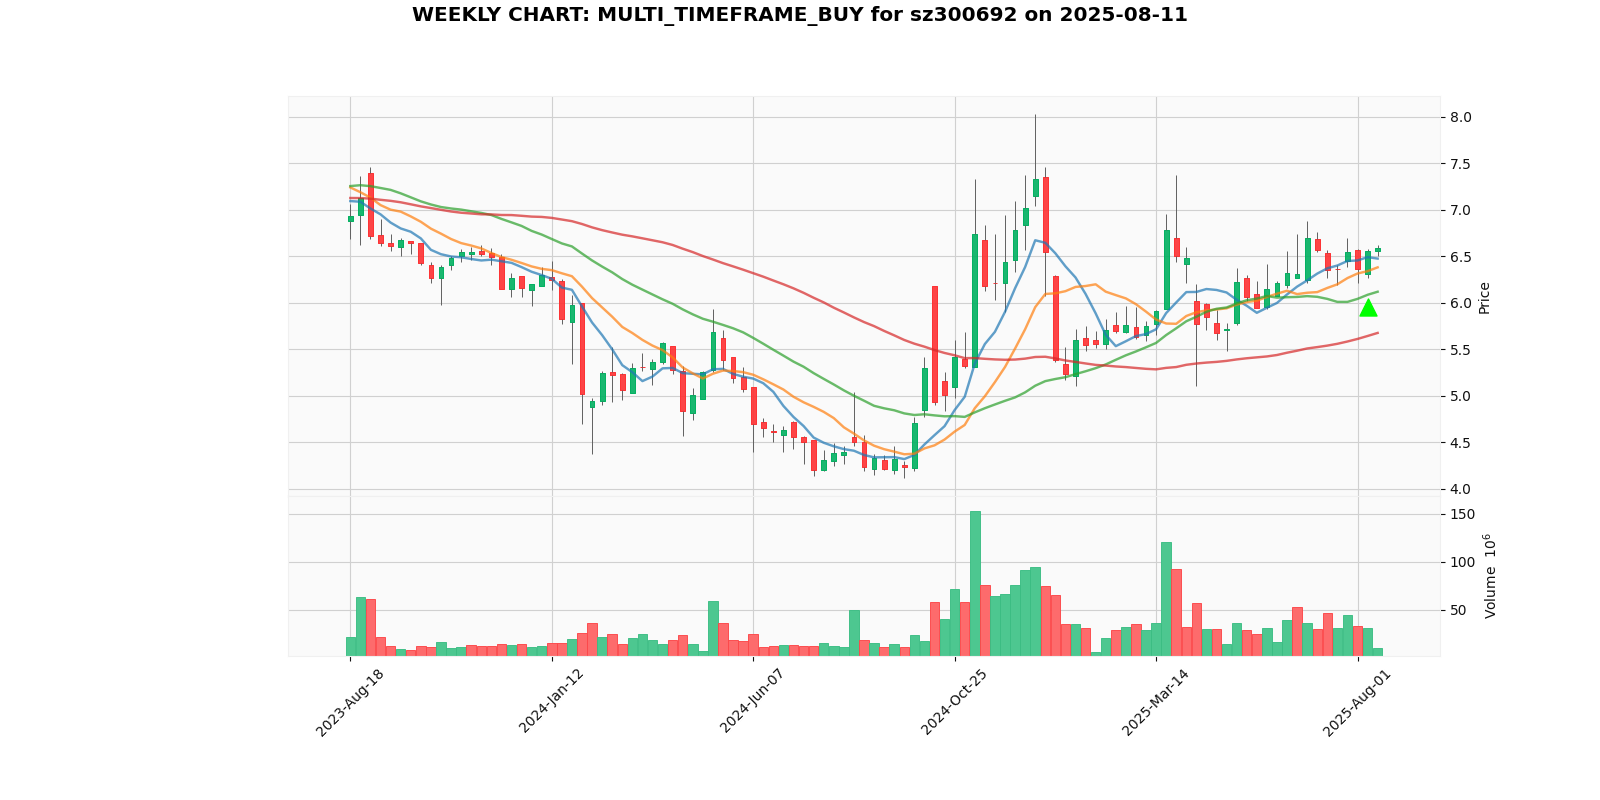 WEEKLY CHART: MULTI_TIMEFRAME_BUY for sz300692 on 2025-08-11
8.0
7.5
7.0
6.5
6.0
5.5
5.0
4.5
4.0
Price
150
100
50
Volume 10⁶
2023-Aug-18
2024-Jan-12
2024-Jun-07
2024-Oct-25
2025-Mar-14
2025-Aug-01